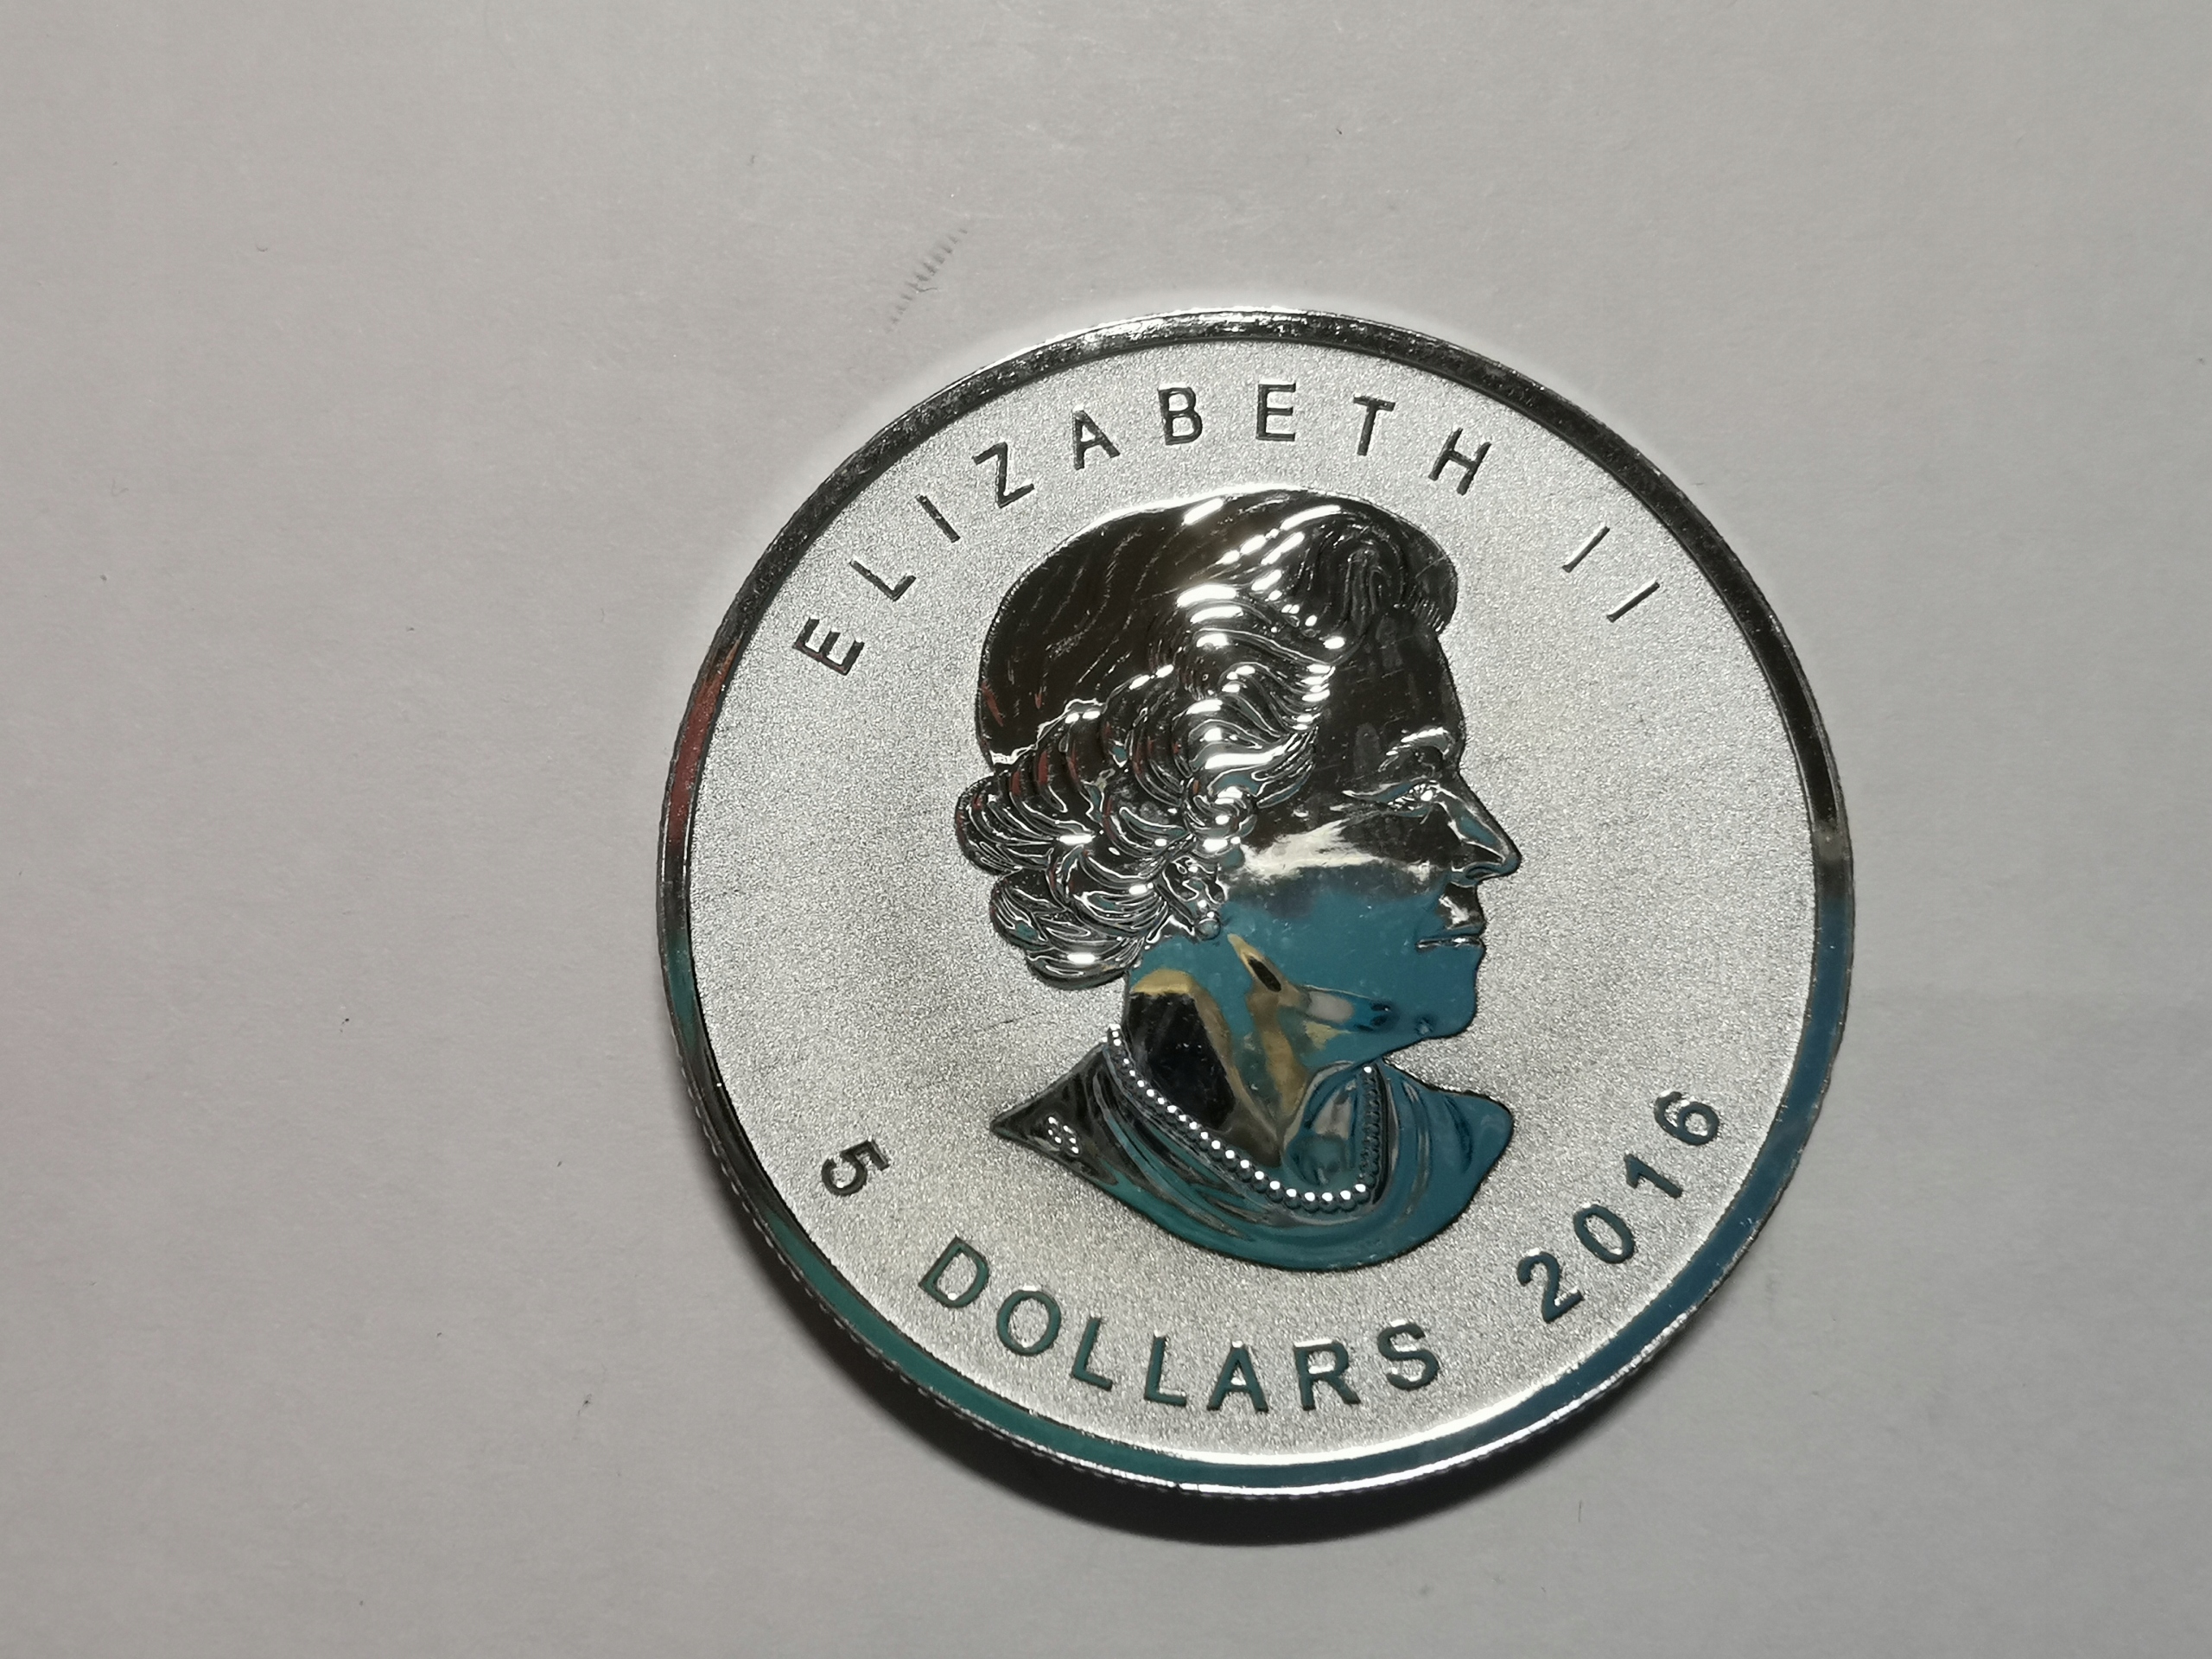 ELIZABETH II
5 DOLLARS 2016